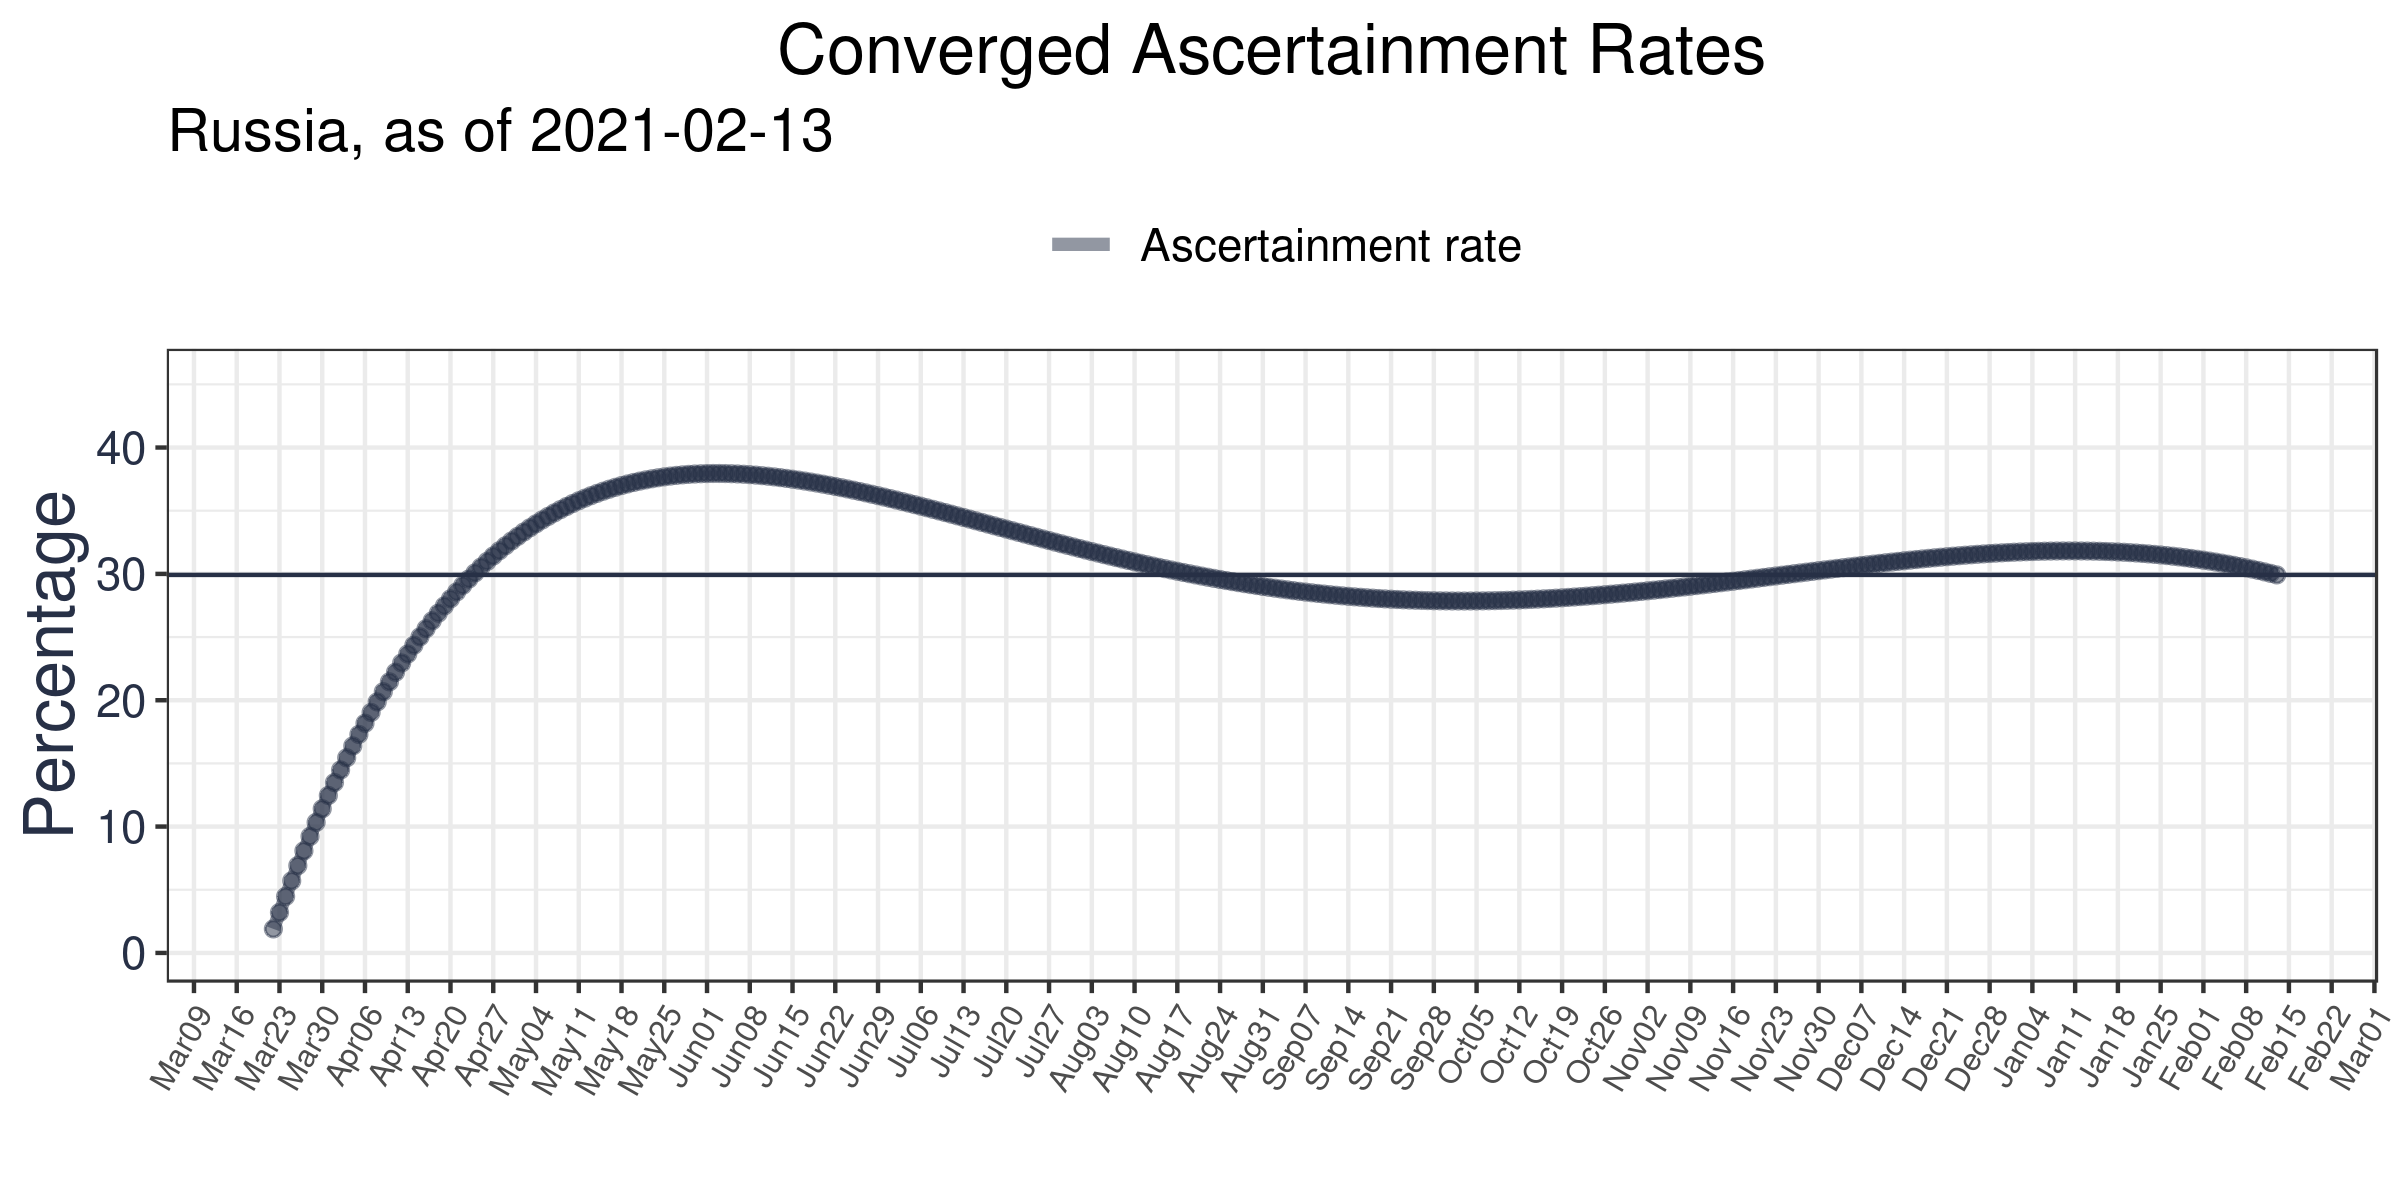 Converged Ascertainment Rates
Russia, as of 2021-02-13
Ascertainment rate
Percentage
40
30
20
10
0
Mar09
Mar16
Mar23
Mar30
Apr06
Apr13
Apr20
Apr27
May04
May11
May18
May25
Jun01
Jun08
Jun15
Jun22
Jun29
Jul06
Jul13
Jul20
Jul27
Aug03
Aug10
Aug17
Aug24
Aug31
Sep07
Sep14
Sep21
Sep28
Oct05
Oct12
Oct19
Oct26
Nov02
Nov09
Nov16
Nov23
Nov30
Dec07
Dec14
Dec21
Dec28
Jan04
Jan11
Jan18
Jan25
Feb01
Feb08
Feb15
Feb22
Mar01